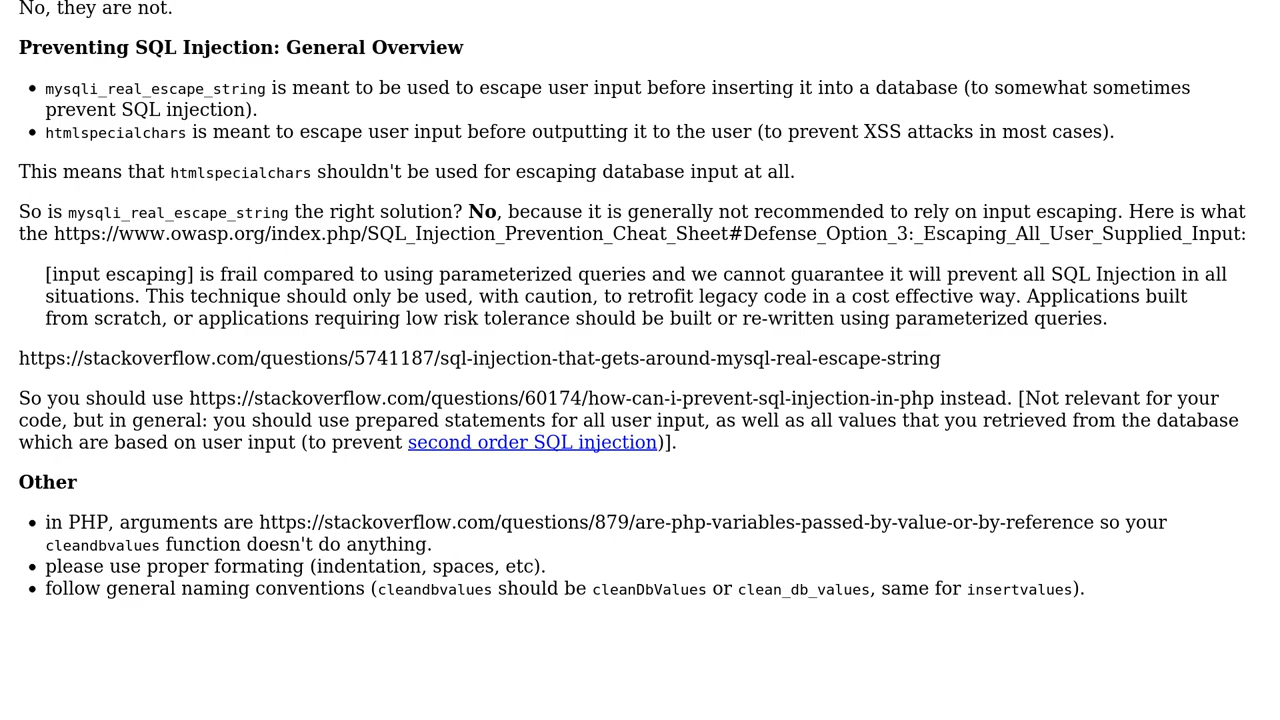 No, they are not.
Preventing SQL Injection: General Overview
• mysqli_real_escape_string is meant to be used to escape user input before inserting it into a database (to somewhat sometimes
prevent SQL injection).
• htmlspecialchars is meant to escape user input before outputting it to the user (to prevent XSS attacks in most cases).
This means that htmlspecialchars shouldn't be used for escaping database input at all.
So is mysqli_real_escape_string the right solution? No, because it is generally not recommended to rely on input escaping. Here is what
the https://www.owasp.org/index.php/SQL_Injection_Prevention_Cheat_Sheet#Defense_Option_3:_Escaping_All_User_Supplied_Input:
[input escaping] is frail compared to using parameterized queries and we cannot guarantee it will prevent all SQL Injection in all
situations. This technique should only be used, with caution, to retrofit legacy code in a cost effective way. Applications built
from scratch, or applications requiring low risk tolerance should be built or re-written using parameterized queries.
https://stackoverflow.com/questions/5741187/sql-injection-that-gets-around-mysql-real-escape-string
So you should use https://stackoverflow.com/questions/60174/how-can-i-prevent-sql-injection-in-php instead. [Not relevant for your
code, but in general: you should use prepared statements for all user input, as well as all values that you retrieved from the database
which are based on user input (to prevent second order SQL injection)].
Other
• in PHP, arguments are https://stackoverflow.com/questions/879/are-php-variables-passed-by-value-or-by-reference so your
cleandbvalues function doesn't do anything.
• please use proper formating (indentation, spaces, etc).
• follow general naming conventions (cleandbvalues should be cleanDbValues or clean_db_values, same for insertvalues).